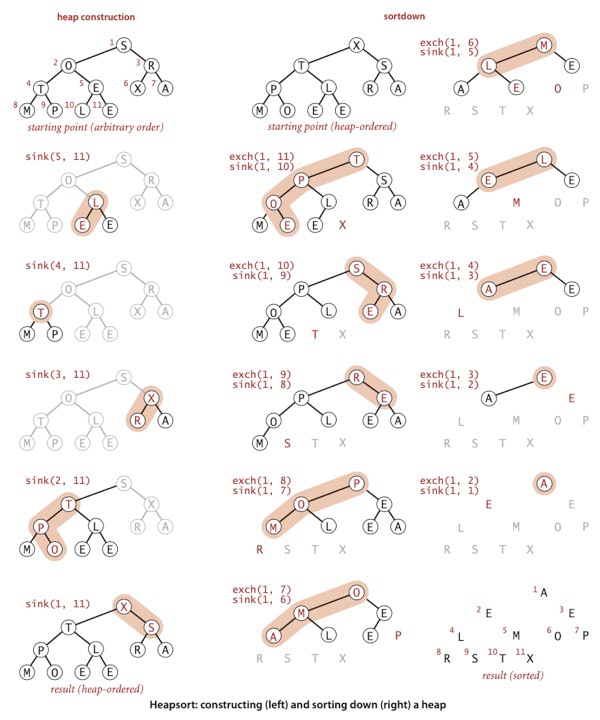 heap construction
1 S
2 O 3 R
4 T 5 E 6 X 7 A
8 M 9 P 10 L 11 E
starting point (arbitrary order)
sink(5, 11)
S
O R
T L X A
M P E E
sink(4, 11)
S
O R
T L X A
M P E E
sink(3, 11)
S
O X
T L R A
M P E E
sink(2, 11)
S
T X
P L R A
M O E E
sink(1, 11)
X
T S
P L R A
M O E E
result (heap-ordered)
sortdown
X
T S
P L R A
M O E E
starting point (heap-ordered)
exch(1, 11)
sink(1, 10)
T
P S
O L R A
M E E X
exch(1, 10)
sink(1, 9)
S
P R
O L E A
M E T X
exch(1, 9)
sink(1, 8)
R
P E
O L E A
M S T X
exch(1, 8)
sink(1, 7)
P
O E
M L E A
R S T X
exch(1, 7)
sink(1, 6)
O
M E
A L E P
R S T X
exch(1, 6)
sink(1, 5)
M
L E
A E O P
R S T X
exch(1, 5)
sink(1, 4)
L
E E
A M O P
R S T X
exch(1, 4)
sink(1, 3)
E
A E
L M O P
R S T X
exch(1, 3)
sink(1, 2)
E
A E
L M O P
R S T X
exch(1, 2)
sink(1, 1)
A
E E
L M O P
R S T X
1 A
2 E 3 E
4 L 5 M 6 O 7 P
8 R 9 S 10 T 11 X
result (sorted)
Heapsort: constructing (left) and sorting down (right) a heap